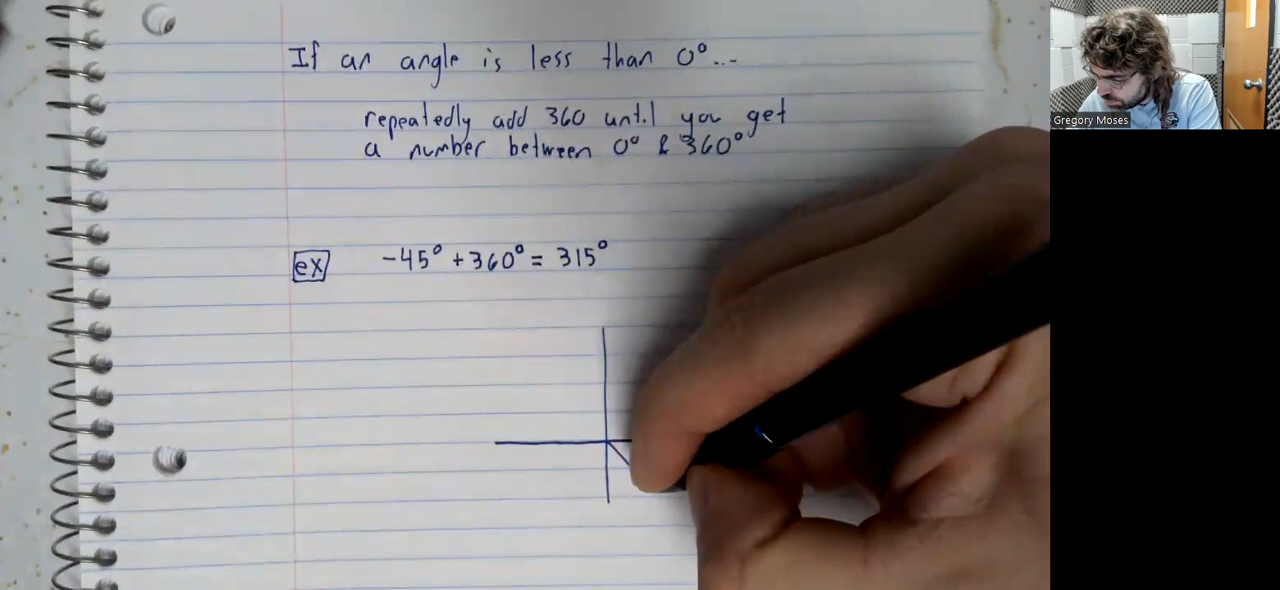 If an angle is less than 0°...
repeatedly add 360 until you get
a number between 0° & 360°
ex -45° + 360° = 315°
Gregory Moses